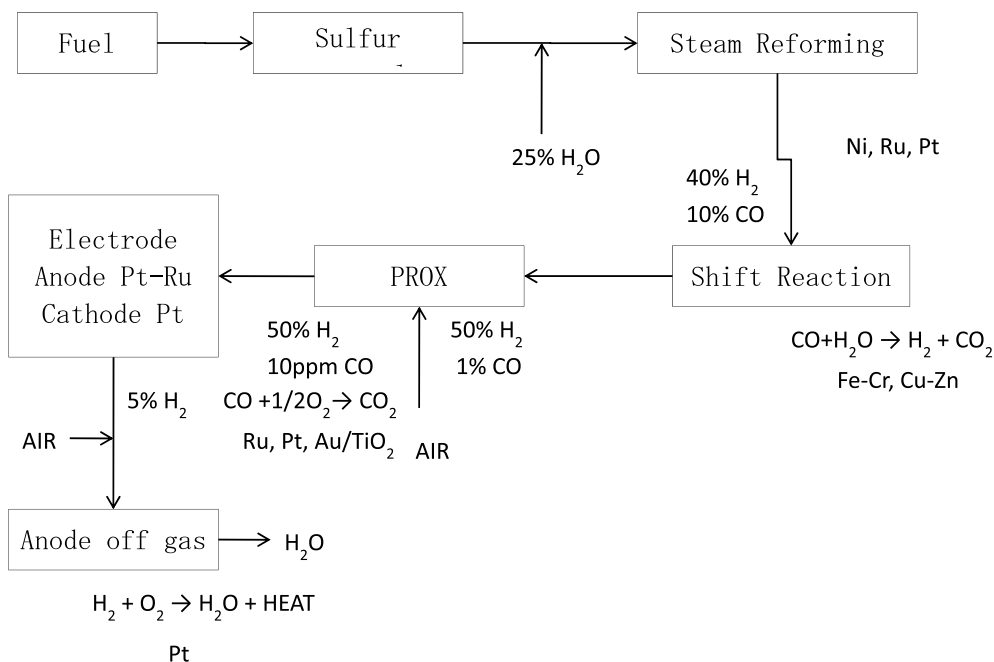 Fuel
Sulfur
Steam Reforming
25% H₂O
Ni, Ru, Pt
40% H₂
10% CO
Electrode
Anode Pt-Ru
Cathode Pt
PROX
Shift Reaction
50% H₂
10ppm CO
50% H₂
1% CO
CO+H₂O → H₂ + CO₂
Fe-Cr, Cu-Zn
5% H₂
CO +1/2O₂→ CO₂
Ru, Pt, Au/TiO₂
AIR
AIR
Anode off gas
H₂O
H₂ + O₂ → H₂O + HEAT
Pt